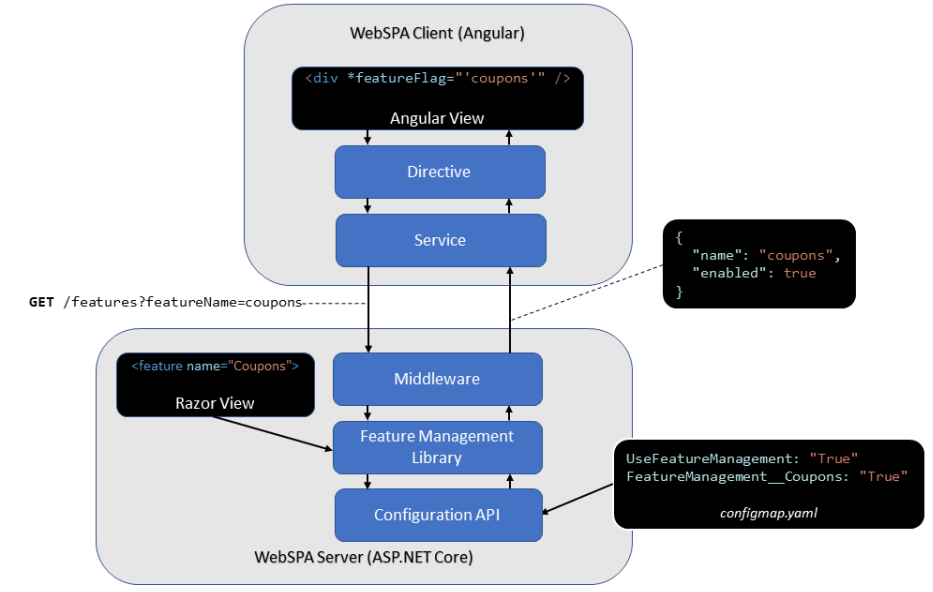 WebSPA Client (Angular)
<div *featureFlag="'coupons'" />
Angular View
Directive
Service
{
"name": "coupons",
"enabled": true
}
GET /features?featureName=coupons
<feature name="Coupons">
Razor View
Middleware
Feature Management
Library
Configuration API
UseFeatureManagement: "True"
FeatureManagement__Coupons: "True"
configmap.yaml
WebSPA Server (ASP.NET Core)